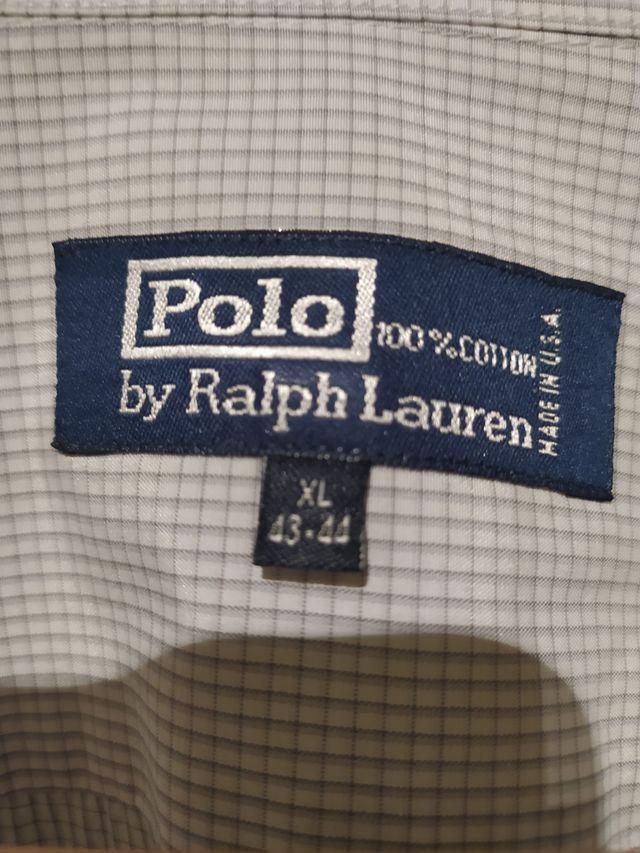 Polo
100%COTTON
by Ralph Lauren
MADE IN U.S.A.
XL
43-44